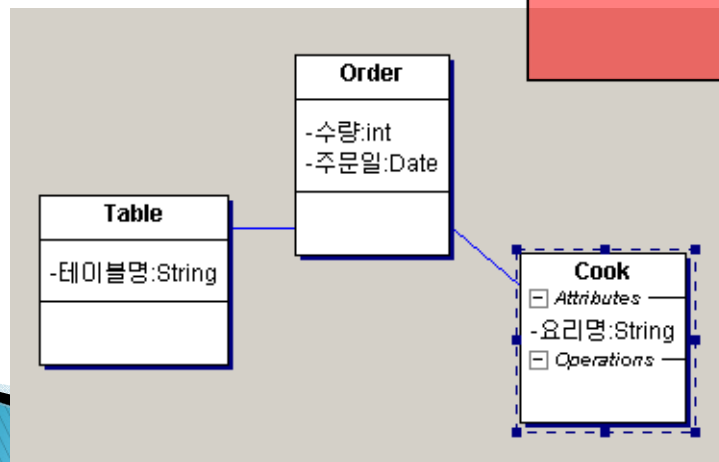 Order
-수량:int
-주문일:Date
Table
-테이블명:String
Cook
Attributes
-요리명:String
Operations